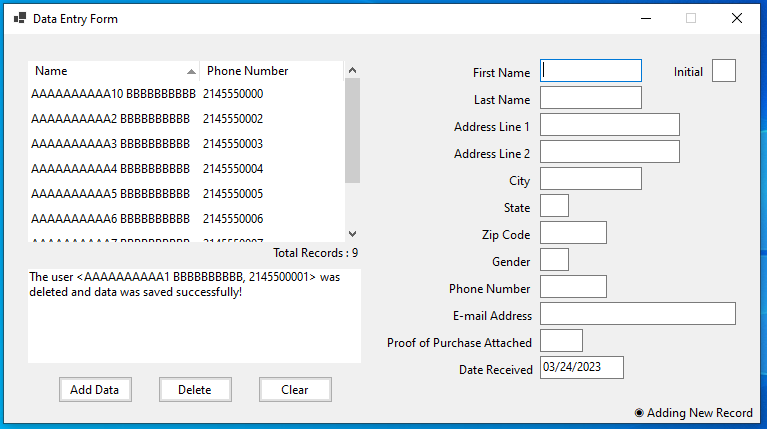 Data Entry Form
Name Phone Number
AAAAAAAAAA10 BBBBBBBBBB 2145550000
AAAAAAAAAA2 BBBBBBBBBB 2145550002
AAAAAAAAAA3 BBBBBBBBBB 2145550003
AAAAAAAAAA4 BBBBBBBBBB 2145550004
AAAAAAAAAA5 BBBBBBBBBB 2145550005
AAAAAAAAAA6 BBBBBBBBBB 2145550006
AAAAAAAAAA7 BBBBBBBBBB 2145550007
Total Records : 9
The user <AAAAAAAAAA1 BBBBBBBBBB, 2145500001> was
deleted and data was saved successfully!
Add Data Delete Clear
First Name Initial
Last Name
Address Line 1
Address Line 2
City
State
Zip Code
Gender
Phone Number
E-mail Address
Proof of Purchase Attached
Date Received 03/24/2023
Adding New Record